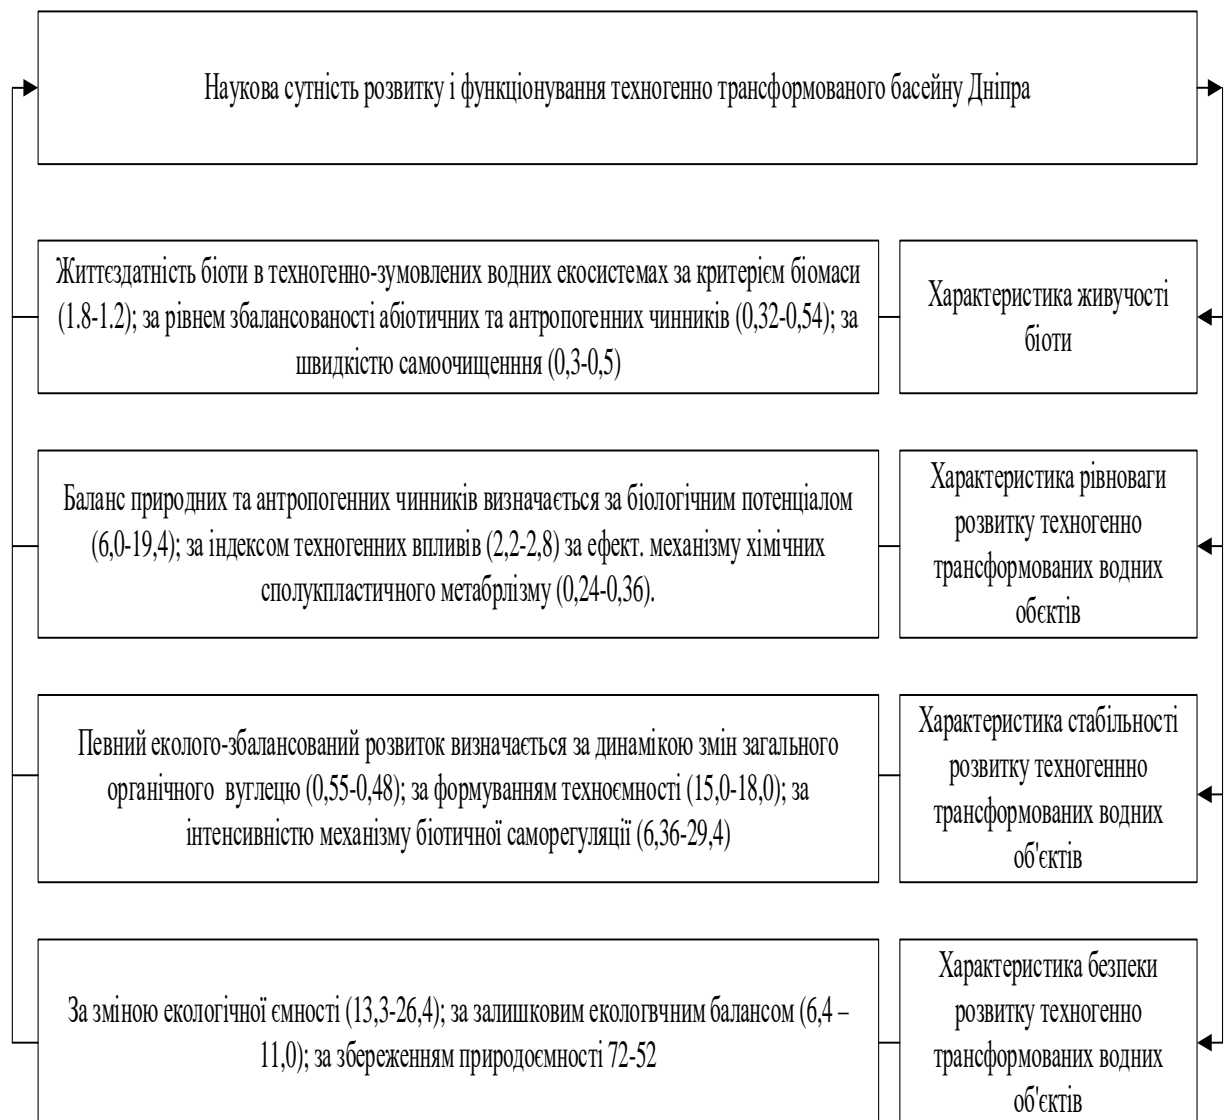 Наукова сутність розвитку і функціонування техногенно трансформованого басейну Дніпра
Життєздатність біоти в техногенно-зумовлених водних екосистемах за критерієм біомаси
(1.8-1.2); за рівнем збалансованості абіотичних та антропогенних чинників (0,32-0,54); за
швидкістю самоочищенння (0,3-0,5)
Характеристика живучості
біоти
Баланс природних та антропогенних чинників визначається за біологічним потенціалом
(6,0-19,4); за індексом техногенних впливів (2,2-2,8) за ефект. механізму хімічних
сполукпластичного метабрлізму (0,24-0,36).
Характеристика рівноваги
розвитку техногенно
трансформованих водних
обєктів
Певний еколого-збалансований розвиток визначається за динамікою змін загального
органічного вуглецю (0,55-0,48); за формуванням техноємності (15,0-18,0); за
інтенсивністю механізму біотичної саморегуляції (6,36-29,4)
Характеристика стабільності
розвитку техногеннно
трансформованих водних
об'єктів
За зміною екологічної ємності (13,3-26,4); за залишковим екологвчним балансом (6,4 –
11,0); за збереженням природоємності 72-52
Характеристика безпеки
розвитку техногенно
трансформованих водних
об'єктів